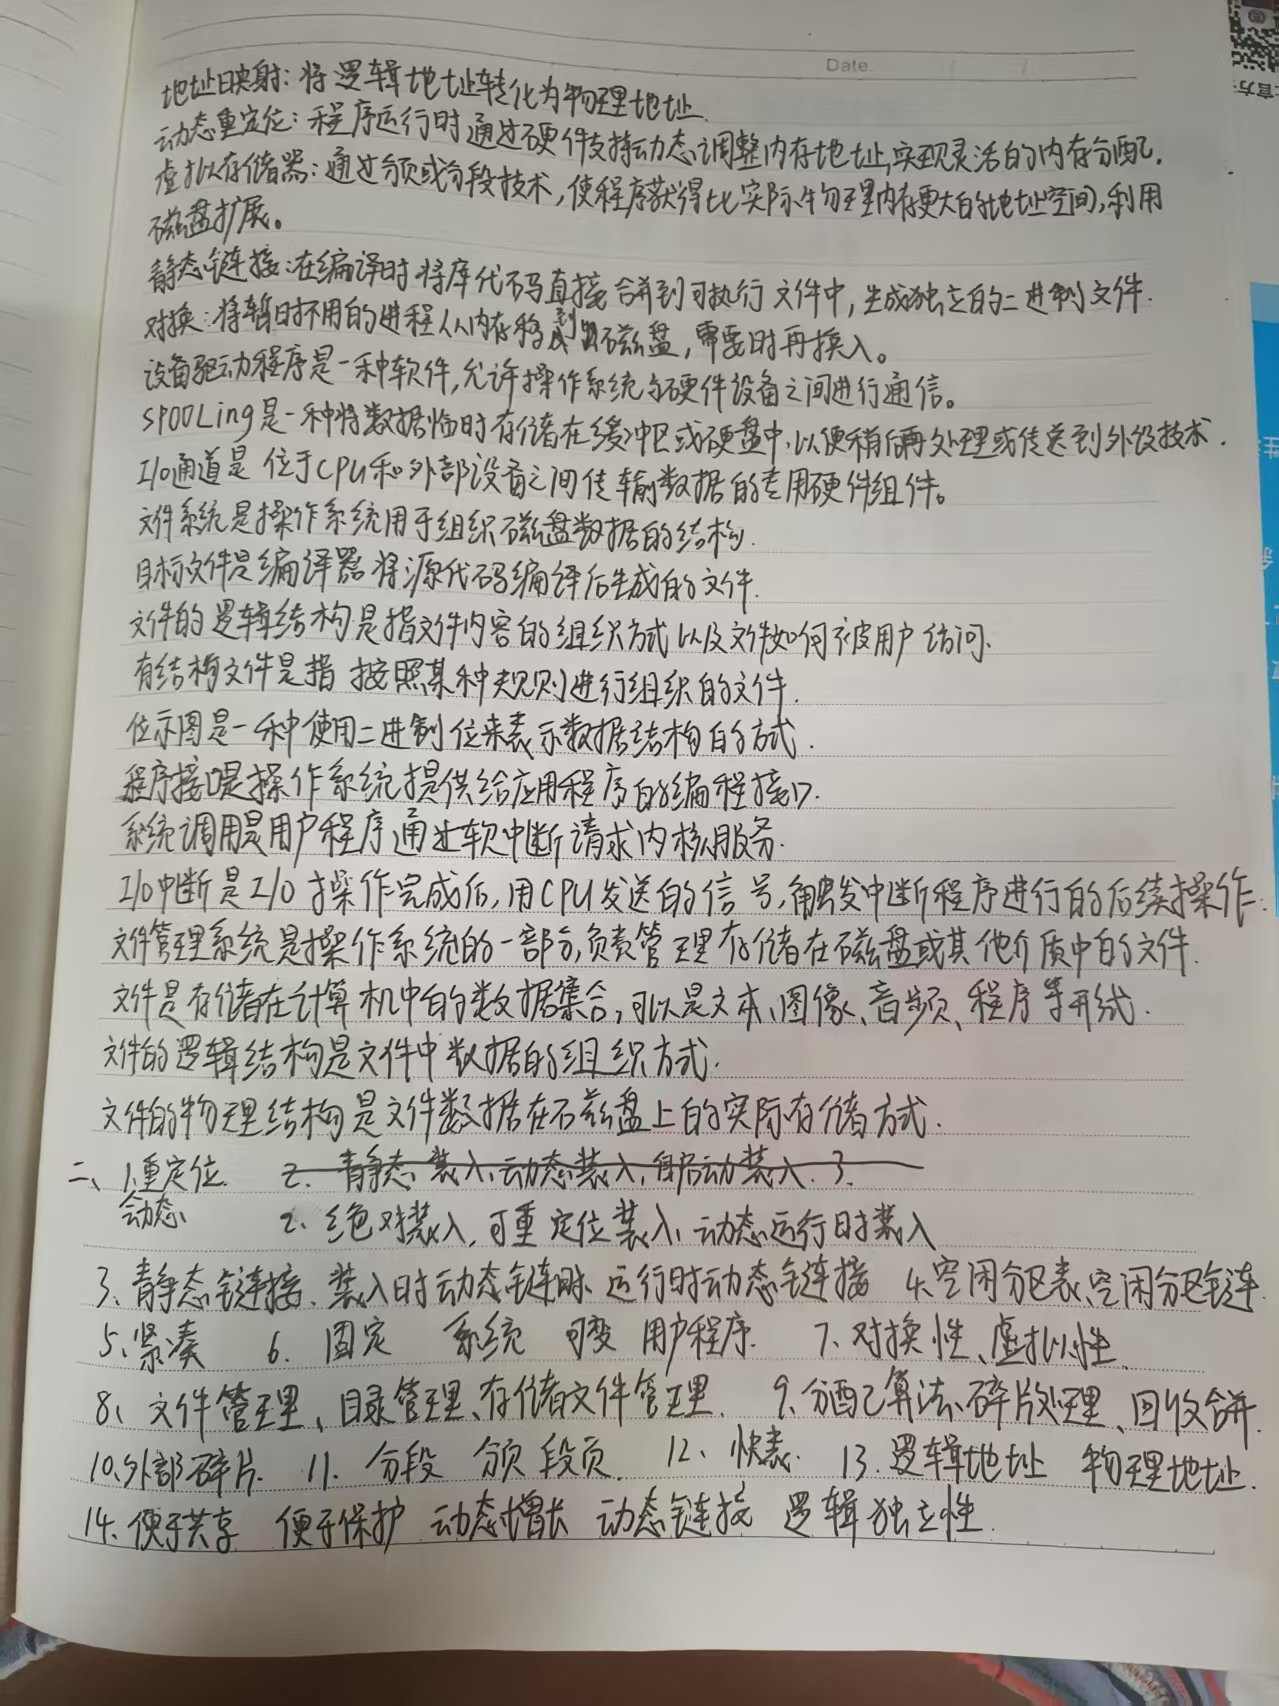 Date.
地址映射：将逻辑地址转化为物理地址.
动态重定位：程序运行时通过硬件支持动态调整内存地址,实现灵活的内存分配.
虚拟存储器：通过分页或分段技术,使程序获得比实际物理内存更大的地址空间,利用
磁盘扩展。
静态链接：在编译时将库代码直接合并到可执行文件中,生成独立的二进制文件.
对换：将暂时不用的进程从内存移到磁盘,需要时再换入。
设备驱动程序是一种软件,允许操作系统与硬件设备之间进行通信。
SPOOLing是一种将数据临时存储在缓冲区或硬盘中,以便稍后再处理或传送到外设技术.
I/O通道是位于CPU和外部设备之间传输数据的专用硬件组件。
文件系统是操作系统用于组织磁盘数据的结构.
目标文件是编译器将源代码编译后生成的文件.
文件的逻辑结构是指文件内容的组织方式以及文件如何被用户访问.
有结构文件是指按照某种规则进行组织的文件.
位示图是一种使用二进制位来表示数据结构的方式.
程序接口是操作系统提供给应用程序的编程接口.
系统调用是用户程序通过软中断请求内核服务.
I/O中断是I/O操作完成后,用CPU发送的信号,触发中断程序进行的后续操作.
文件管理系统是操作系统的一部分,负责管理存储在磁盘或其他介质中的文件.
文件是存储在计算机中的数据集合,可以是文本、图像、音频、程序等形式.
文件的逻辑结构是文件中数据的组织方式.
文件的物理结构是文件数据在磁盘上的实际存储方式.
二、1.重定位 2. 静态装入,动态装入,自启动装入. 3.
动态 2. 绝对装入,可重定位装入,动态运行时装入
3、静态链接、装入时动态链接、运行时动态链接 4.空闲分区表、空闲分区链
5、紧凑 6. 固定 系统 可变 用户程序. 7.对换性、虚拟性.
8、文件管理、目录管理、存储文件管理. 9.分配算法、碎片处理、回收合并.
10.外部碎片. 11. 分段 分页 段页. 12、快表. 13.逻辑地址 物理地址.
14.便于共享 便于保护 动态增长 动态链接 逻辑独立性.